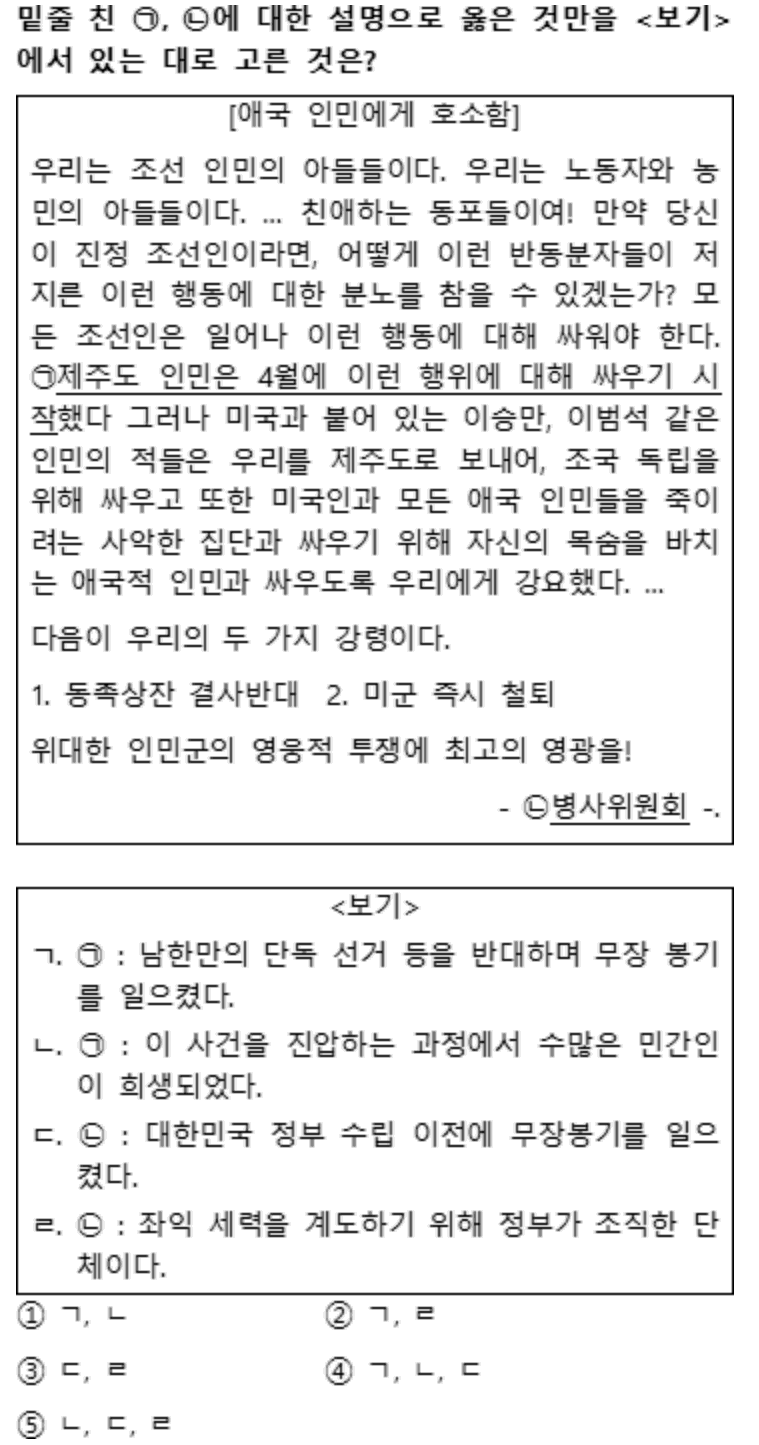 밑줄 친 ㉠, ㉡에 대한 설명으로 옳은 것만을 <보기>
에서 있는 대로 고른 것은?
[애국 인민에게 호소함]
우리는 조선 인민의 아들들이다. 우리는 노동자와 농
민의 아들들이다. ... 친애하는 동포들이여! 만약 당신
이 진정 조선인이라면, 어떻게 이런 반동분자들이 저
지른 이런 행동에 대한 분노를 참을 수 있겠는가? 모
든 조선인은 일어나 이런 행동에 대해 싸워야 한다.
㉠제주도 인민은 4월에 이런 행위에 대해 싸우기 시
작했다 그러나 미국과 붙어 있는 이승만, 이범석 같은
인민의 적들은 우리를 제주도로 보내어, 조국 독립을
위해 싸우고 또한 미국인과 모든 애국 인민들을 죽이
려는 사악한 집단과 싸우기 위해 자신의 목숨을 바치
는 애국적 인민과 싸우도록 우리에게 강요했다. ...
다음이 우리의 두 가지 강령이다.
1. 동족상잔 결사반대 2. 미군 즉시 철퇴
위대한 인민군의 영웅적 투쟁에 최고의 영광을!
- ㉡병사위원회 -.
<보기>
ㄱ. ㉠ : 남한만의 단독 선거 등을 반대하며 무장 봉기
를 일으켰다.
ㄴ. ㉠ : 이 사건을 진압하는 과정에서 수많은 민간인
이 희생되었다.
ㄷ. ㉡ : 대한민국 정부 수립 이전에 무장봉기를 일으
켰다.
ㄹ. ㉡ : 좌익 세력을 계도하기 위해 정부가 조직한 단
체이다.
① ㄱ, ㄴ ② ㄱ, ㄹ
③ ㄷ, ㄹ ④ ㄱ, ㄴ, ㄷ
⑤ ㄴ, ㄷ, ㄹ